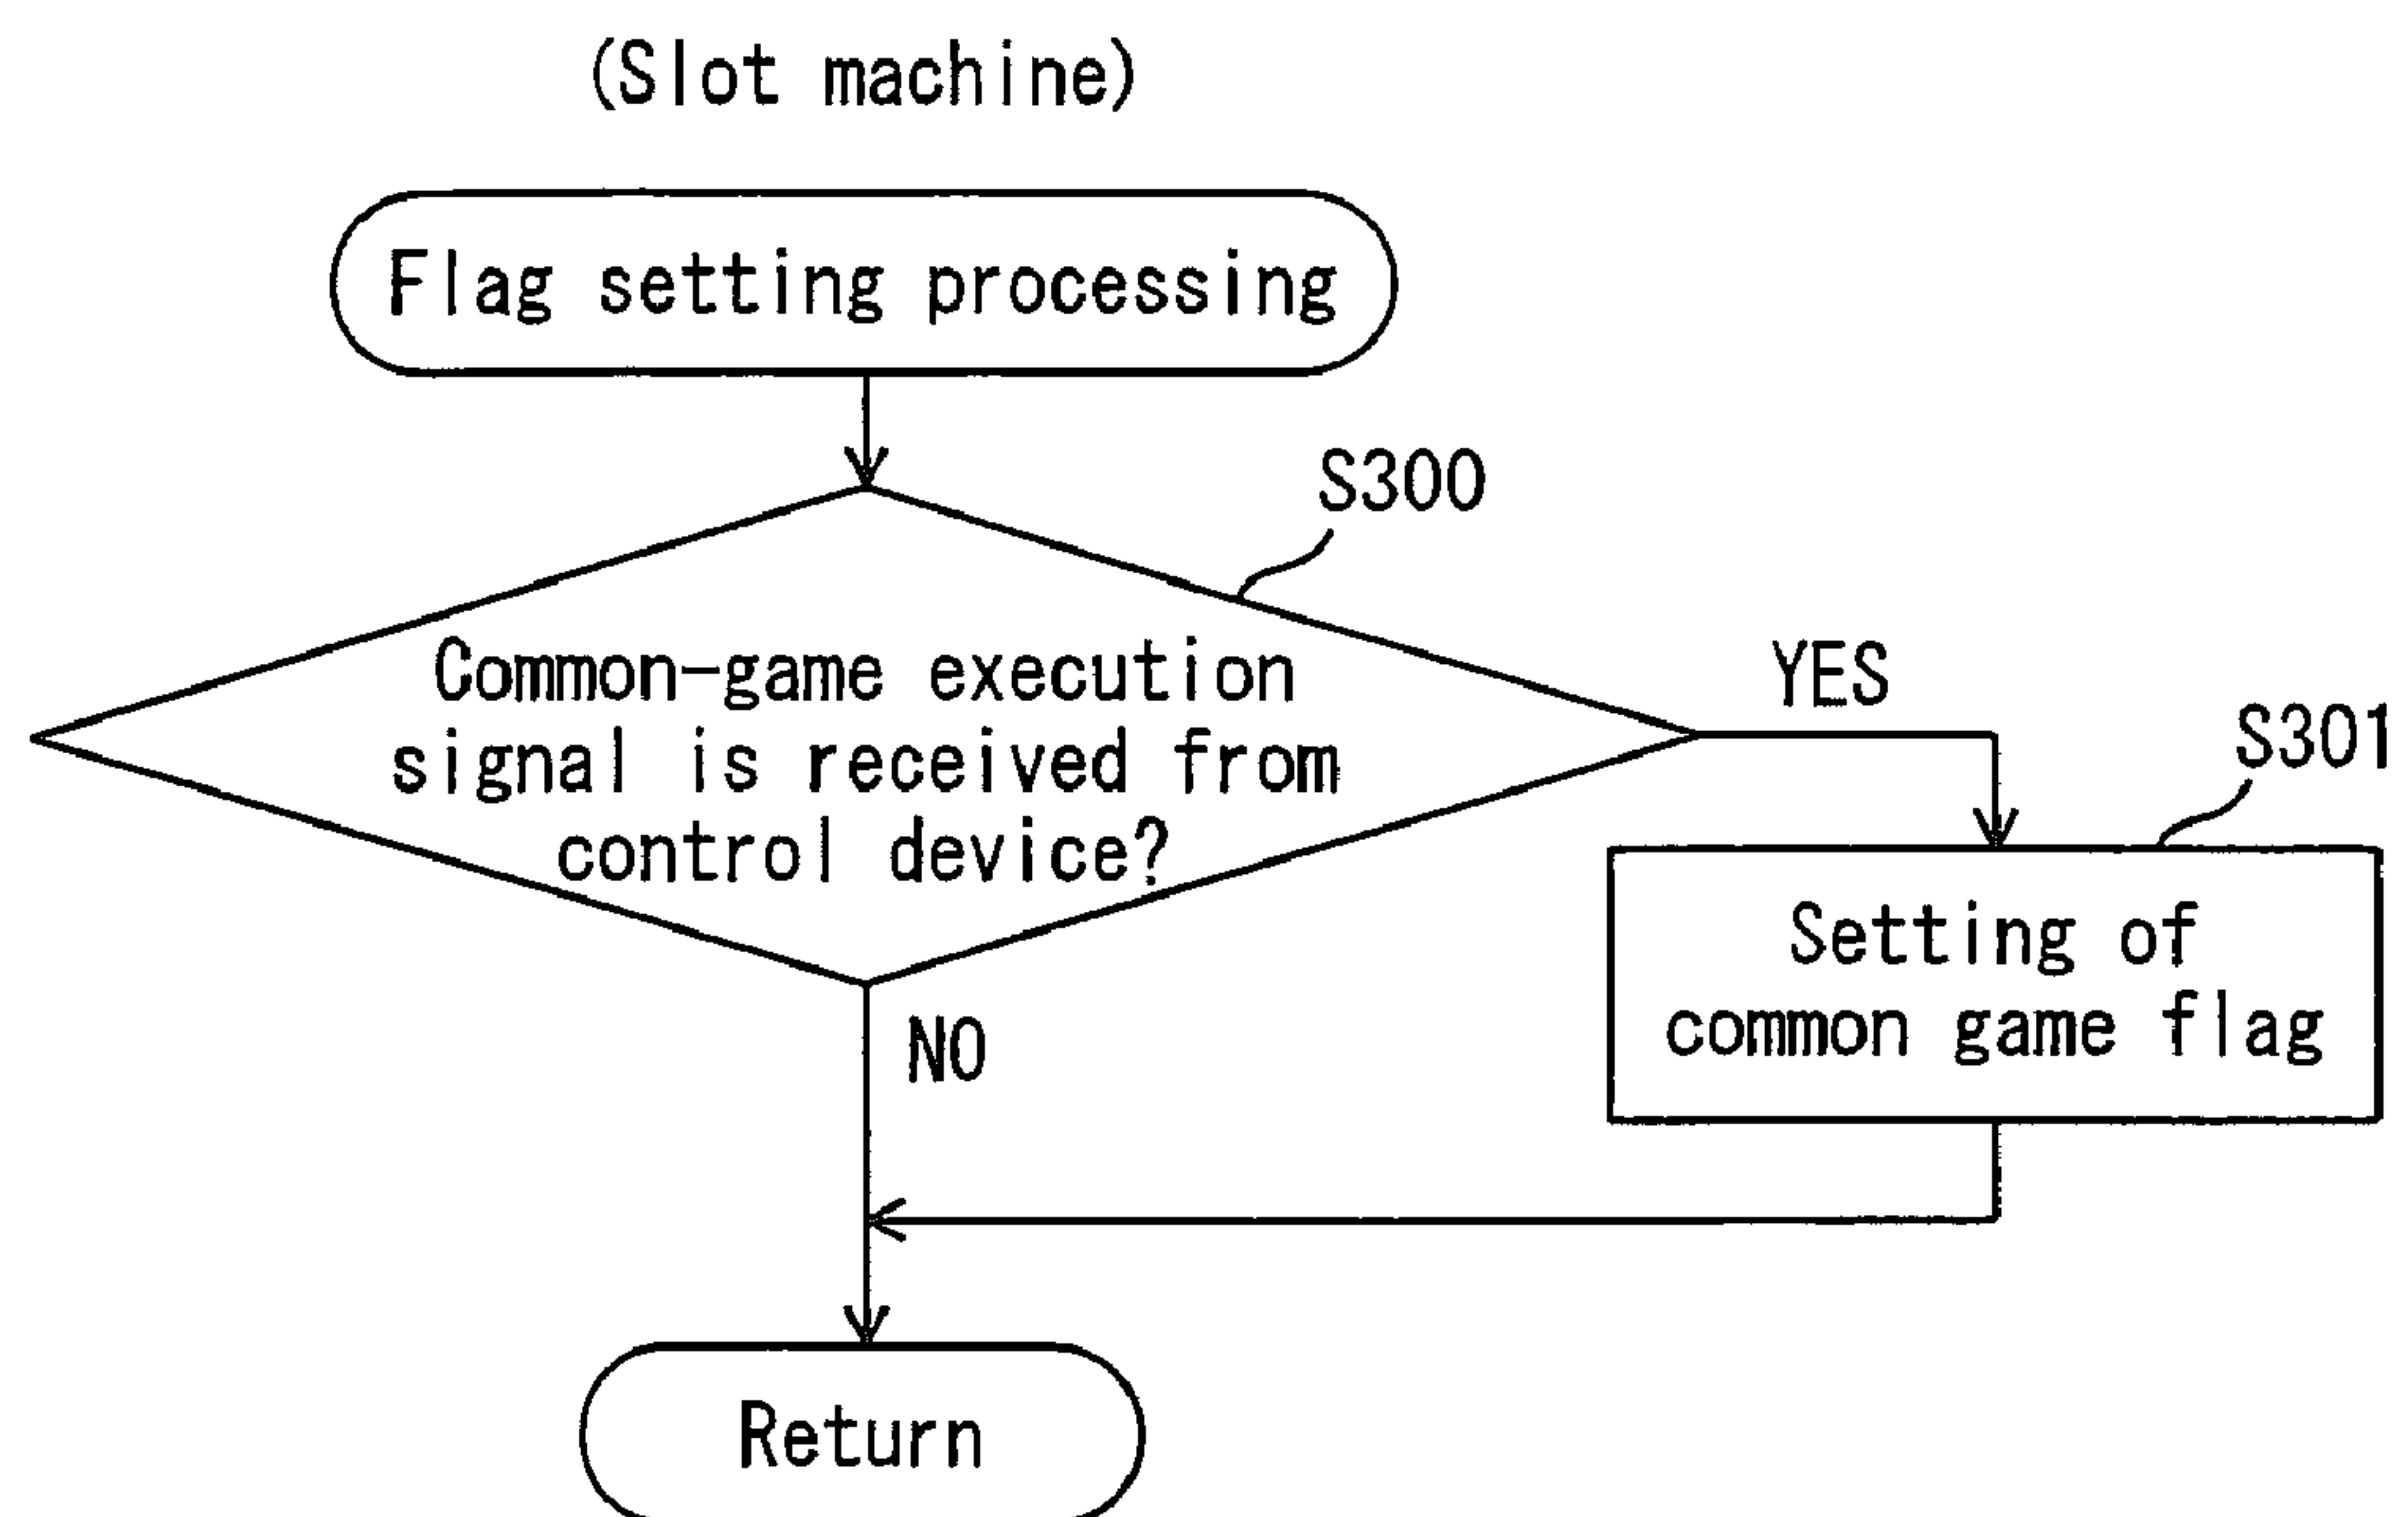 (Slot machine)
Flag setting processing
S300
Common-game execution
signal is received from
control device?
YES
S301
Setting of
common game flag
NO
Return